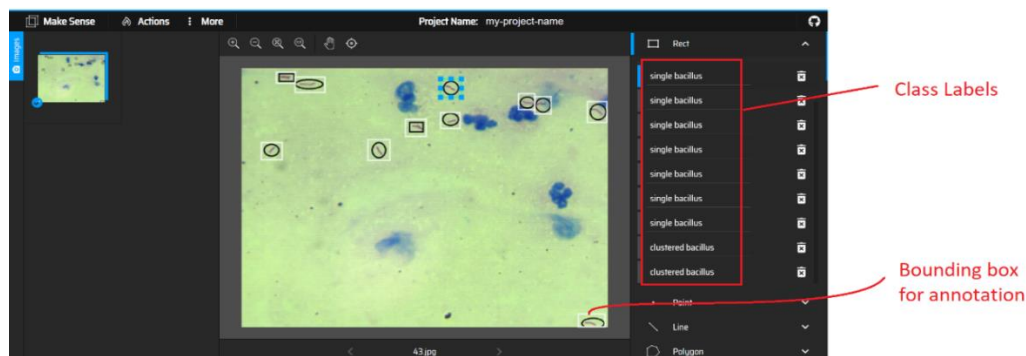 Make Sense Actions More Project Name: my-project-name
Images
Rect
single bacillus
single bacillus
single bacillus
single bacillus
single bacillus
single bacillus
single bacillus
clustered bacillus
clustered bacillus
Class Labels
Bounding box
for annotation
Point
Line
43.jpg
Polygon